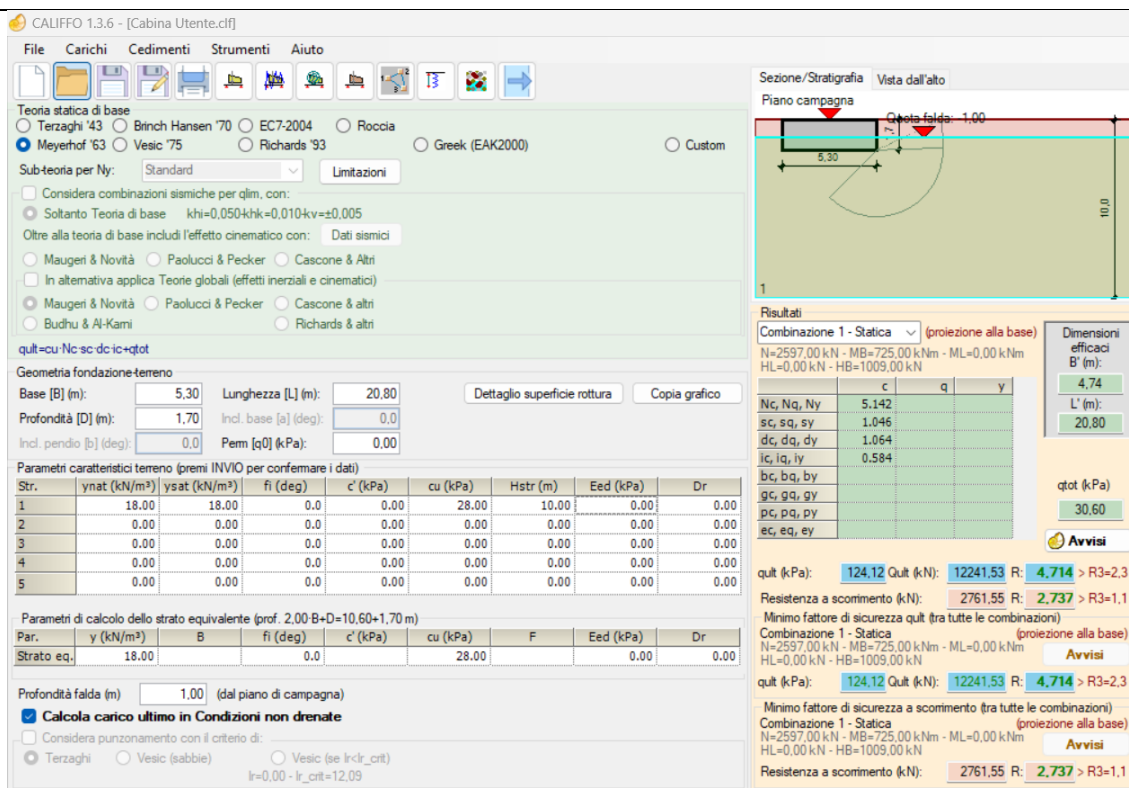 CALIFFO 1.3.6 - [Cabina Utente.clf]
File Carichi Cedimenti Strumenti Aiuto
Teoria statica di base
Terzaghi '43 Brinch Hansen '70 EC7-2004 Roccia
Meyerhof '63 Vesic '75 Richards '93 Greek (EAK2000) Custom
Sub-teoria per Ny: Standard Limitazioni
Considera combinazioni sismiche per qlim, con:
Soltanto Teoria di base khi=0,050-khk=0,010-kv=±0,005
Oltre alla teoria di base includi l'effetto cinematico con: Dati sismici
Maugeri & Novità Paolucci & Pecker Cascone & Altri
In alternativa applica Teorie globali (effetti inerziali e cinematici)
Maugeri & Novità Paolucci & Pecker Cascone & altri
Budhu & Al-Karni Richards & altri
qult=cu·Nc·sc·dc·ic+qtot
Geometria fondazione-terreno
Base [B] (m): 5,30 Lunghezza [L] (m): 20,80 Dettaglio superficie rottura Copia grafico
Profondità [D] (m): 1,70 Incl. base [a] (deg): 0,0
Incl. pendio [b] (deg): 0,0 Perm [q0] (kPa): 0,00
Parametri caratteristici terreno (premi INVIO per confermare i dati)
Str. γnat (kN/m³) γsat (kN/m³) fi (deg) c' (kPa) cu (kPa) Hstr (m) Eed (kPa) Dr
1 18.00 18.00 0.0 0.00 28.00 10.00 0.00 0.00
2 0.00 0.00 0.0 0.00 0.00 0.00 0.00 0.00
3 0.00 0.00 0.0 0.00 0.00 0.00 0.00 0.00
4 0.00 0.00 0.0 0.00 0.00 0.00 0.00 0.00
5 0.00 0.00 0.0 0.00 0.00 0.00 0.00 0.00
Parametri di calcolo dello strato equivalente (prof. 2,00·B+D=10,60+1,70 m)
Par. γ (kN/m³) B fi (deg) c' (kPa) cu (kPa) F Eed (kPa) Dr
Strato eq. 18.00 0.0 28.00 0.00 0.00
Profondità falda (m) 1,00 (dal piano di campagna)
Calcola carico ultimo in Condizioni non drenate
Considera punzonamento con il criterio di:
Terzaghi Vesic (sabbie) Vesic (se Ir<Ir_crit)
Ir=0,00 - Ir_crit=12,09
Sezione/Stratigrafia Vista dall'alto
Piano campagna
Quota falda: -1,00
5,30
10,0
1
Risultati
Combinazione 1 - Statica (proiezione alla base)
N=2597,00 kN - MB=725,00 kNm - ML=0,00 kNm
HL=0,00 kN - HB=1009,00 kN
c q γ
Nc, Nq, Nγ 5.142
sc, sq, sγ 1.046
dc, dq, dγ 1.064
ic, iq, iγ 0.584
bc, bq, bγ
gc, gq, gγ
pc, pq, pγ
ec, eq, eγ
Dimensioni
efficaci
B' (m):
4,74
L' (m):
20,80
qtot (kPa)
30,60
Avvisi
qult (kPa): 124,12 Qult (kN): 12241,53 R: 4,714 > R3=2,3
Resistenza a scorrimento (kN): 2761,55 R: 2,737 > R3=1,1
Minimo fattore di sicurezza qult (tra tutte le combinazioni)
Combinazione 1 - Statica (proiezione alla base)
N=2597,00 kN - MB=725,00 kNm - ML=0,00 kNm
HL=0,00 kN - HB=1009,00 kN
Avvisi
qult (kPa): 124,12 Qult (kN): 12241,53 R: 4,714 > R3=2,3
Minimo fattore di sicurezza a scorrimento (tra tutte le combinazioni)
Combinazione 1 - Statica (proiezione alla base)
N=2597,00 kN - MB=725,00 kNm - ML=0,00 kNm
HL=0,00 kN - HB=1009,00 kN
Avvisi
Resistenza a scorrimento (kN): 2761,55 R: 2,737 > R3=1,1